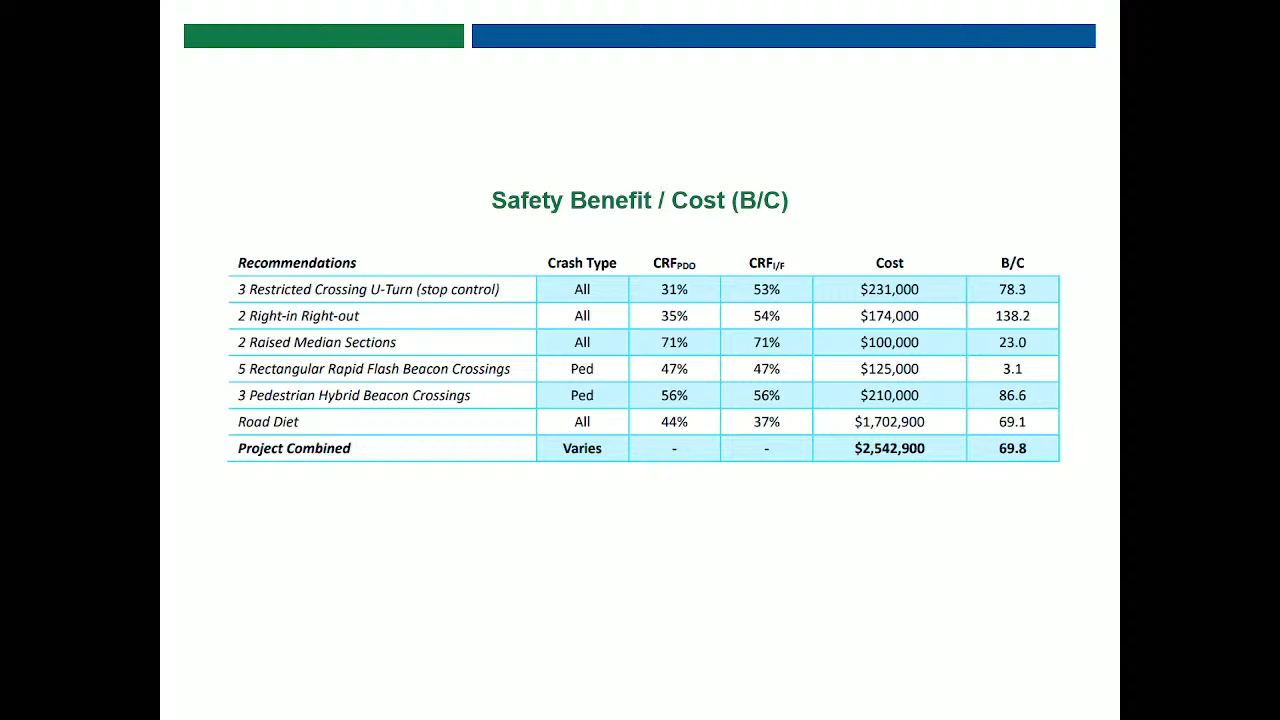 Safety Benefit / Cost (B/C)
Recommendations Crash Type CRFPDO CRFI/F Cost B/C
3 Restricted Crossing U-Turn (stop control) All 31% 53% $231,000 78.3
2 Right-in Right-out All 35% 54% $174,000 138.2
2 Raised Median Sections All 71% 71% $100,000 23.0
5 Rectangular Rapid Flash Beacon Crossings Ped 47% 47% $125,000 3.1
3 Pedestrian Hybrid Beacon Crossings Ped 56% 56% $210,000 86.6
Road Diet All 44% 37% $1,702,900 69.1
Project Combined Varies - - $2,542,900 69.8